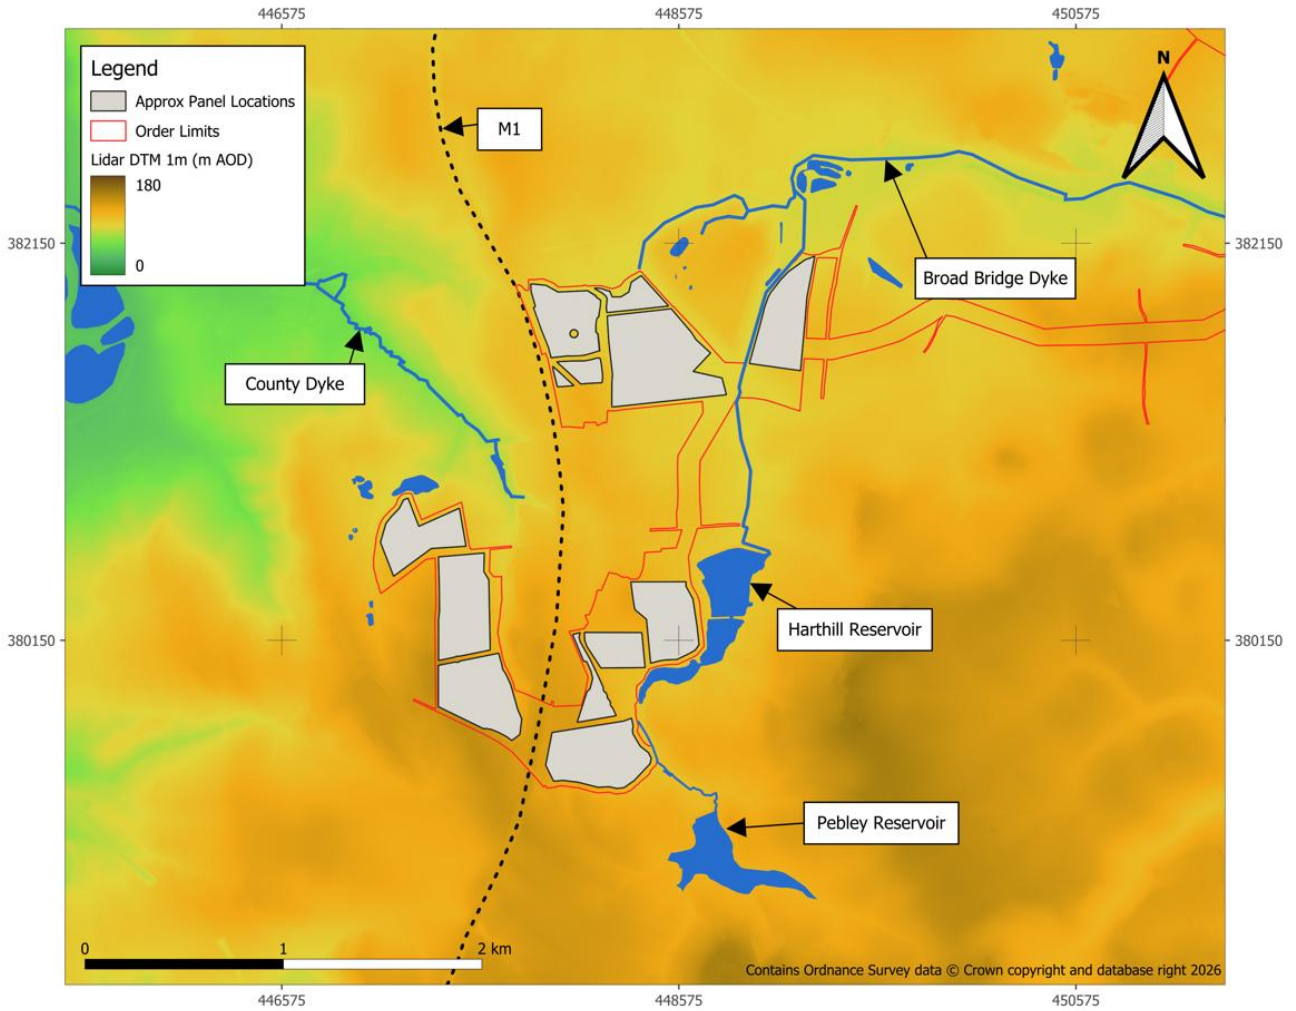 446575 448575 450575
Legend
Approx Panel Locations
Order Limits
Lidar DTM 1m (m AOD)
180
0
M1
N
382150 382150
Broad Bridge Dyke
County Dyke
Harthill Reservoir
380150 380150
Pebley Reservoir
0 1 2 km
Contains Ordnance Survey data © Crown copyright and database right 2026
446575 448575 450575